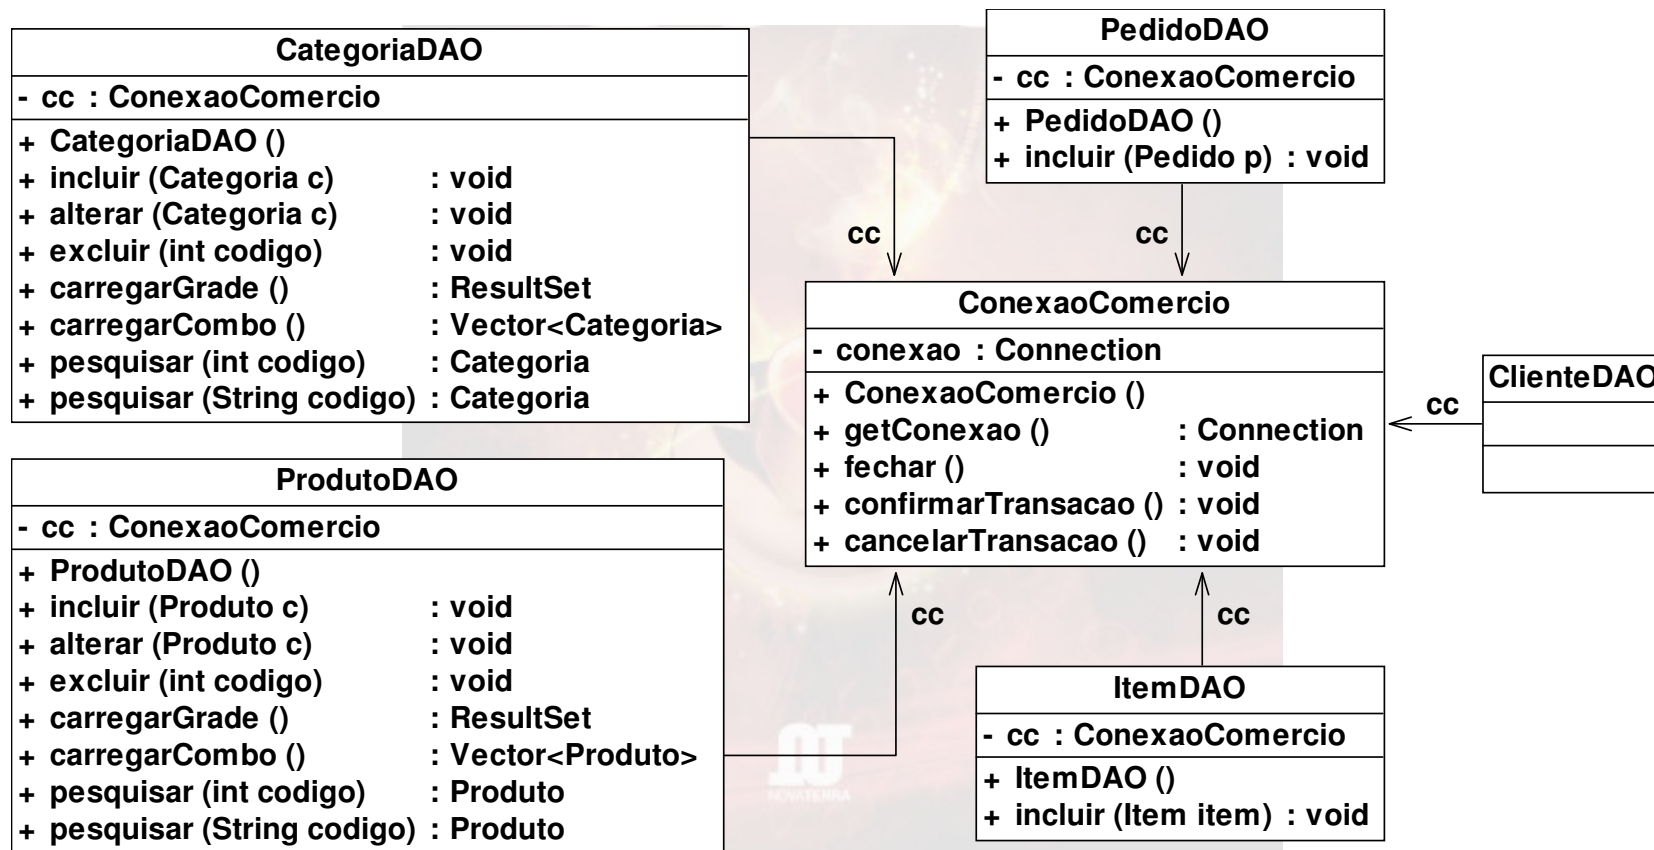 CategoriaDAO
- cc : ConexaoComercio
+ CategoriaDAO ()
+ incluir (Categoria c) : void
+ alterar (Categoria c) : void
+ excluir (int codigo) : void
+ carregarGrade () : ResultSet
+ carregarCombo () : Vector<Categoria>
+ pesquisar (int codigo) : Categoria
+ pesquisar (String codigo) : Categoria
PedidoDAO
- cc : ConexaoComercio
+ PedidoDAO ()
+ incluir (Pedido p) : void
cc
cc
ConexaoComercio
- conexao : Connection
+ ConexaoComercio ()
+ getConexao () : Connection
+ fechar () : void
+ confirmarTransacao () : void
+ cancelarTransacao () : void
cc
ClienteDAO
ProdutoDAO
- cc : ConexaoComercio
+ ProdutoDAO ()
+ incluir (Produto c) : void
+ alterar (Produto c) : void
+ excluir (int codigo) : void
+ carregarGrade () : ResultSet
+ carregarCombo () : Vector<Produto>
+ pesquisar (int codigo) : Produto
+ pesquisar (String codigo) : Produto
cc
cc
ItemDAO
- cc : ConexaoComercio
+ ItemDAO ()
+ incluir (Item item) : void
NOVATERRA